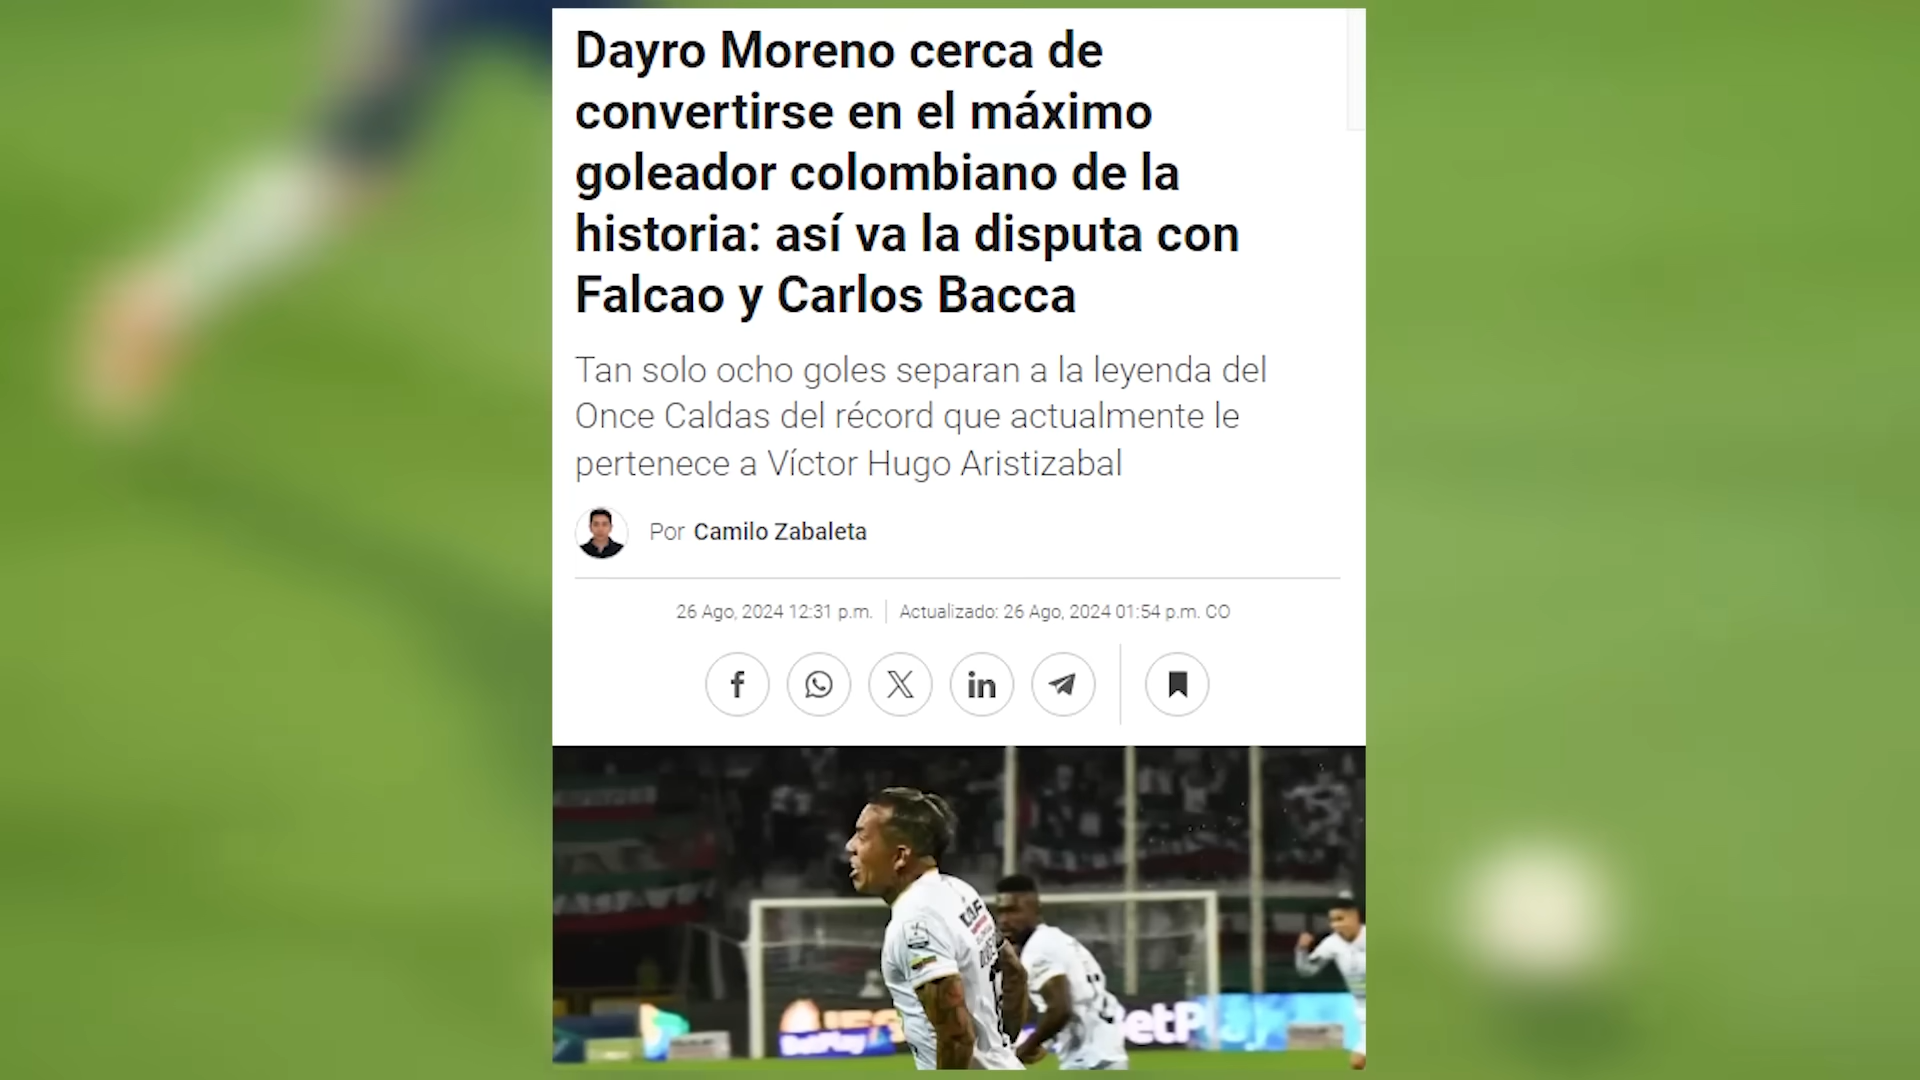 Dayro Moreno cerca de
convertirse en el máximo
goleador colombiano de la
historia: así va la disputa con
Falcao y Carlos Bacca
Tan solo ocho goles separan a la leyenda del
Once Caldas del récord que actualmente le
pertenece a Víctor Hugo Aristizabal
Por Camilo Zabaleta
26 Ago, 2024 12:31 p.m. Actualizado: 26 Ago, 2024 01:54 p.m. CO
BetPlay